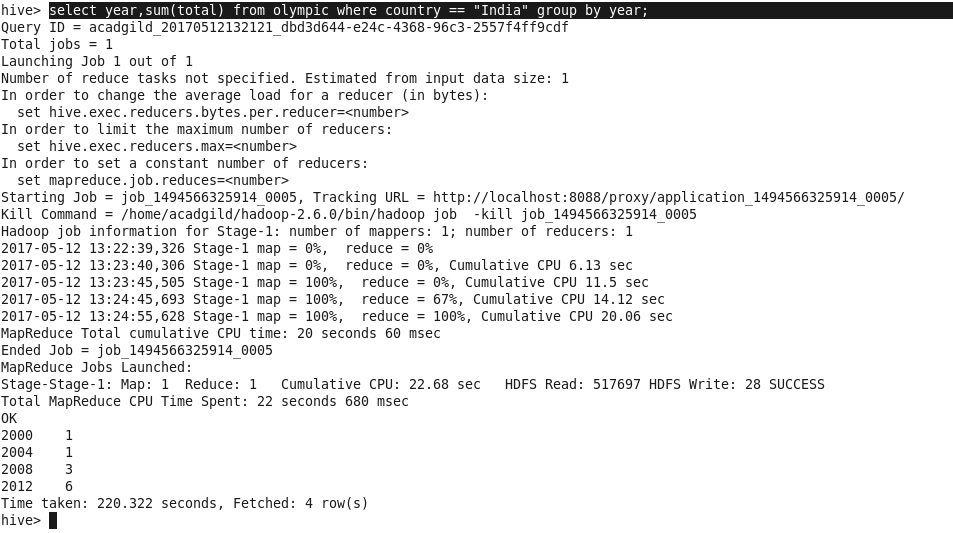 hive> select year,sum(total) from olympic where country == "India" group by year;
Query ID = acadgild_20170512132121_dbd3d644-e24c-4368-96c3-2557f4ff9cdf
Total jobs = 1
Launching Job 1 out of 1
Number of reduce tasks not specified. Estimated from input data size: 1
In order to change the average load for a reducer (in bytes):
  set hive.exec.reducers.bytes.per.reducer=<number>
In order to limit the maximum number of reducers:
  set hive.exec.reducers.max=<number>
In order to set a constant number of reducers:
  set mapreduce.job.reduces=<number>
Starting Job = job_1494566325914_0005, Tracking URL = http://localhost:8088/proxy/application_1494566325914_0005/
Kill Command = /home/acadgild/hadoop-2.6.0/bin/hadoop job  -kill job_1494566325914_0005
Hadoop job information for Stage-1: number of mappers: 1; number of reducers: 1
2017-05-12 13:22:39,326 Stage-1 map = 0%,  reduce = 0%
2017-05-12 13:23:40,306 Stage-1 map = 0%,  reduce = 0%, Cumulative CPU 6.13 sec
2017-05-12 13:23:45,505 Stage-1 map = 100%,  reduce = 0%, Cumulative CPU 11.5 sec
2017-05-12 13:24:45,693 Stage-1 map = 100%,  reduce = 67%, Cumulative CPU 14.12 sec
2017-05-12 13:24:55,628 Stage-1 map = 100%,  reduce = 100%, Cumulative CPU 20.06 sec
MapReduce Total cumulative CPU time: 20 seconds 60 msec
Ended Job = job_1494566325914_0005
MapReduce Jobs Launched:
Stage-Stage-1: Map: 1  Reduce: 1   Cumulative CPU: 22.68 sec   HDFS Read: 517697 HDFS Write: 28 SUCCESS
Total MapReduce CPU Time Spent: 22 seconds 680 msec
OK
2000    1
2004    1
2008    3
2012    6
Time taken: 220.322 seconds, Fetched: 4 row(s)
hive>